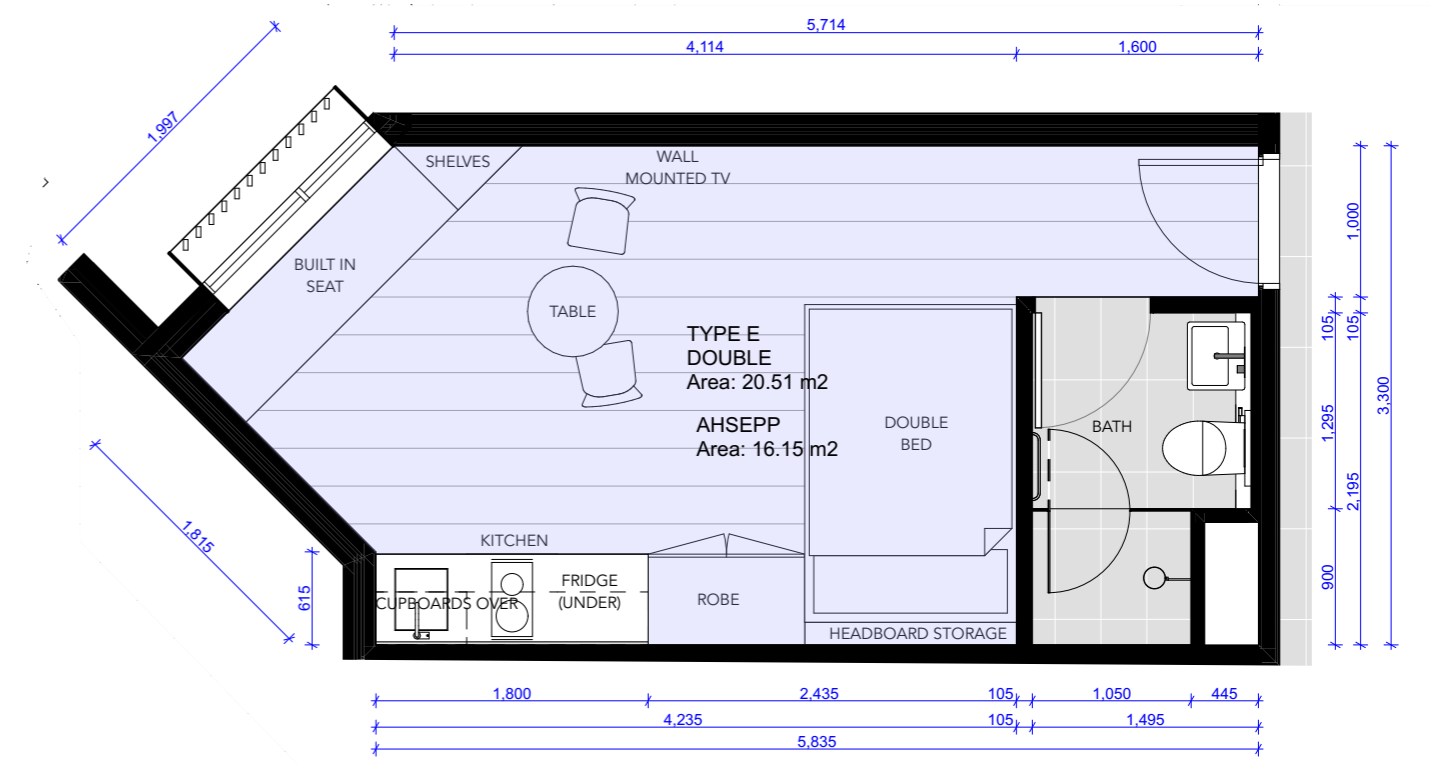 5,714
4,114
1,600
1,997
SHELVES
WALL
MOUNTED TV
BUILT IN
SEAT
TABLE
TYPE E
DOUBLE
Area: 20.51 m2
AHSEPP
Area: 16.15 m2
DOUBLE
BED
BATH
1,000
105
105
3,300
1,295
2,195
900
1,815
615
KITCHEN
CUPBOARDS OVER
FRIDGE
(UNDER)
ROBE
HEADBOARD STORAGE
1,800
2,435
105
1,050
445
4,235
105
1,495
5,835